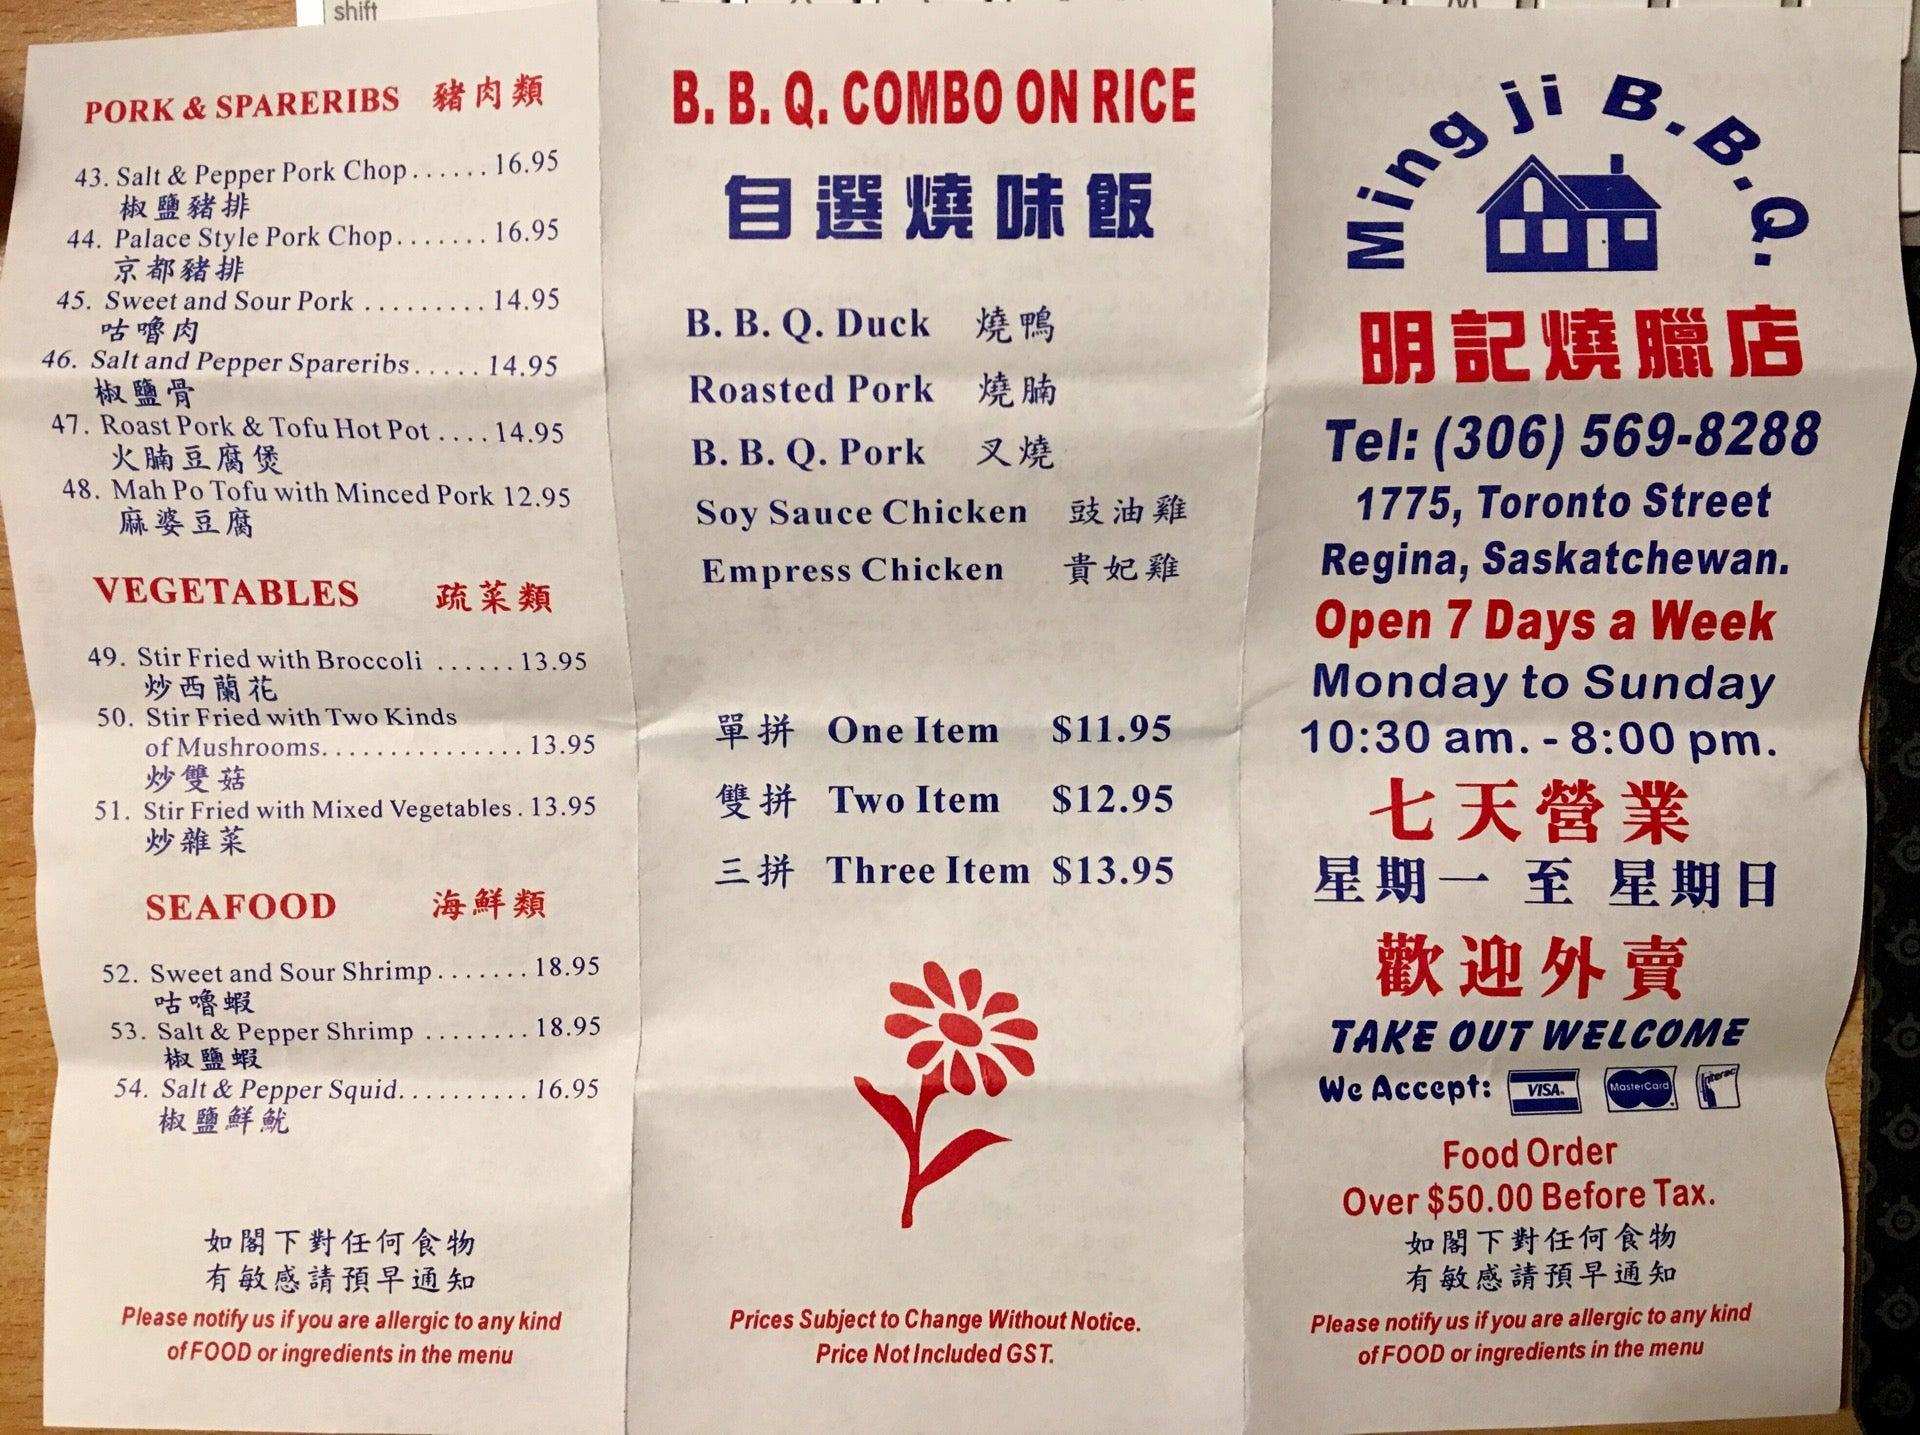 shift
PORK & SPARERIBS 豬肉類
43. Salt & Pepper Pork Chop...... 16.95
椒鹽豬排
44. Palace Style Pork Chop....... 16.95
京都豬排
45. Sweet and Sour Pork ......... 14.95
咕嚕肉
46. Salt and Pepper Spareribs..... 14.95
椒鹽骨
47. Roast Pork & Tofu Hot Pot .... 14.95
火腩豆腐煲
48. Mah Po Tofu with Minced Pork 12.95
麻婆豆腐
VEGETABLES 疏菜類
49. Stir Fried with Broccoli ...... 13.95
炒西蘭花
50. Stir Fried with Two Kinds
of Mushrooms............... 13.95
炒雙菇
51. Stir Fried with Mixed Vegetables . 13.95
炒雜菜
SEAFOOD 海鮮類
52. Sweet and Sour Shrimp....... 18.95
咕嚕蝦
53. Salt & Pepper Shrimp ........ 18.95
椒鹽蝦
54. Salt & Pepper Squid.......... 16.95
椒鹽鮮魷
如閣下對任何食物
有敏感請預早通知
Please notify us if you are allergic to any kind
of FOOD or ingredients in the menu
B. B. Q. COMBO ON RICE
自選燒味飯
B. B. Q. Duck 燒鴨
Roasted Pork 燒腩
B. B. Q. Pork 叉燒
Soy Sauce Chicken 豉油雞
Empress Chicken 貴妃雞
單拼 One Item $11.95
雙拼 Two Item $12.95
三拼 Three Item $13.95
Prices Subject to Change Without Notice.
Price Not Included GST.
Ming ji B.B.Q.
明記燒臘店
Tel: (306) 569-8288
1775, Toronto Street
Regina, Saskatchewan.
Open 7 Days a Week
Monday to Sunday
10:30 am. - 8:00 pm.
七天營業
星期一 至 星期日
歡迎外賣
TAKE OUT WELCOME
We Accept: VISA MasterCard Interac
Food Order
Over $50.00 Before Tax.
如閣下對任何食物
有敏感請預早通知
Please notify us if you are allergic to any kind
of FOOD or ingredients in the menu